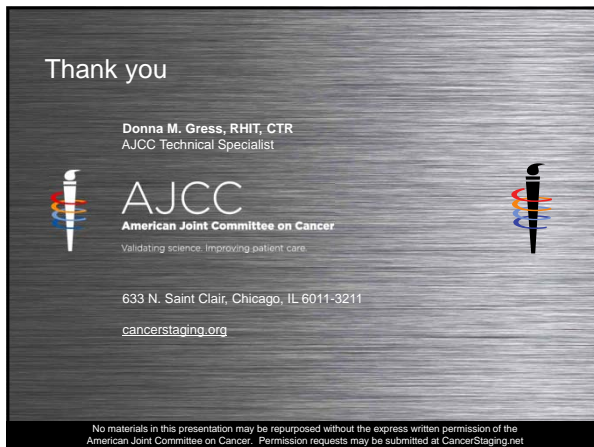 Thank you
Donna M. Gress, RHIT, CTR
AJCC Technical Specialist
AJCC
American Joint Committee on Cancer
Validating science. Improving patient care.
633 N. Saint Clair, Chicago, IL 6011-3211
cancerstaging.org
No materials in this presentation may be repurposed without the express written permission of the
American Joint Committee on Cancer. Permission requests may be submitted at CancerStaging.net